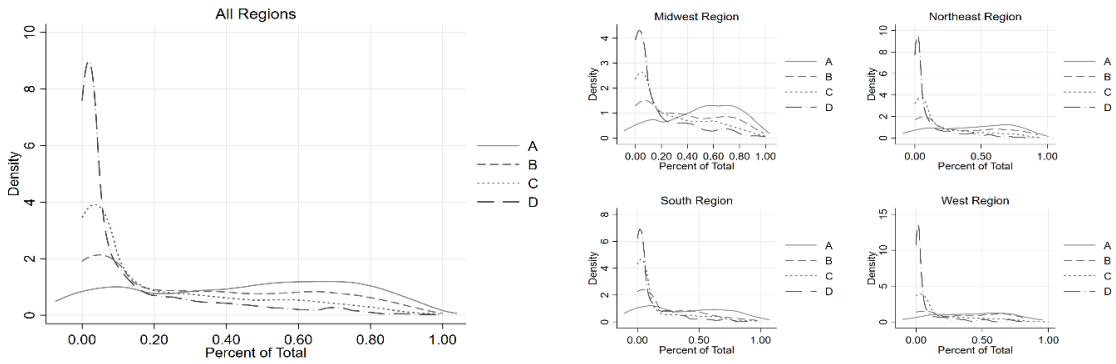 All Regions
Density
10
8
6
4
2
0
0.00 0.20 0.40 0.60 0.80 1.00
Percent of Total
A
B
C
D
Midwest Region
Density
4
3
2
1
0
0.00 0.20 0.40 0.60 0.80 1.00
Percent of Total
A
B
C
D
Northeast Region
Density
10
8
6
4
2
0
0.00 0.50 1.00
Percent of Total
A
B
C
D
South Region
Density
8
6
4
2
0
0.00 0.50 1.00
Percent of Total
A
B
C
D
West Region
Density
15
10
5
0
0.00 0.50 1.00
Percent of Total
A
B
C
D